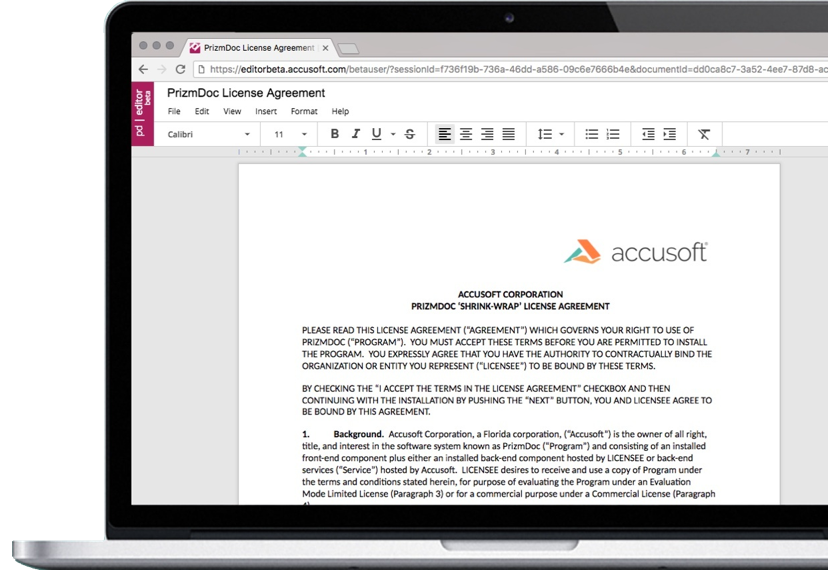 PrizmDoc License Agreement
https://editorbeta.accusoft.com/betauser/?sessionId=f736f19b-736a-46dd-a586-09c6e7666b4e&documentId=dd0ca8c7-3a52-4ee7-87d8-ac
pd | editor
beta
PrizmDoc License Agreement
File Edit View Insert Format Help
Calibri 11 B I U S
1 2 3 4 5 6 7
accusoft
ACCUSOFT CORPORATION
PRIZMDOC 'SHRINK-WRAP' LICENSE AGREEMENT
PLEASE READ THIS LICENSE AGREEMENT ("AGREEMENT") WHICH GOVERNS YOUR RIGHT TO USE OF
PRIZMDOC ("PROGRAM"). YOU MUST ACCEPT THESE TERMS BEFORE YOU ARE PERMITTED TO INSTALL
THE PROGRAM. YOU EXPRESSLY AGREE THAT YOU HAVE THE AUTHORITY TO CONTRACTUALLY BIND THE
ORGANIZATION OR ENTITY YOU REPRESENT ("LICENSEE") TO BE BOUND BY THESE TERMS.
BY CHECKING THE "I ACCEPT THE TERMS IN THE LICENSE AGREEMENT" CHECKBOX AND THEN
CONTINUING WITH THE INSTALLATION BY PUSHING THE "NEXT" BUTTON, YOU AND LICENSEE AGREE TO
BE BOUND BY THIS AGREEMENT.
1. Background. Accusoft Corporation, a Florida corporation, ("Accusoft") is the owner of all right,
title, and interest in the software system known as PrizmDoc ("Program") and consisting of an installed
front-end component plus either an installed back-end component hosted by LICENSEE or back-end
services ("Service") hosted by Accusoft. LICENSEE desires to receive and use a copy of Program under
the terms and conditions stated herein, for purpose of evaluating the Program under an Evaluation
Mode Limited License (Paragraph 3) or for a commercial purpose under a Commercial License (Paragraph